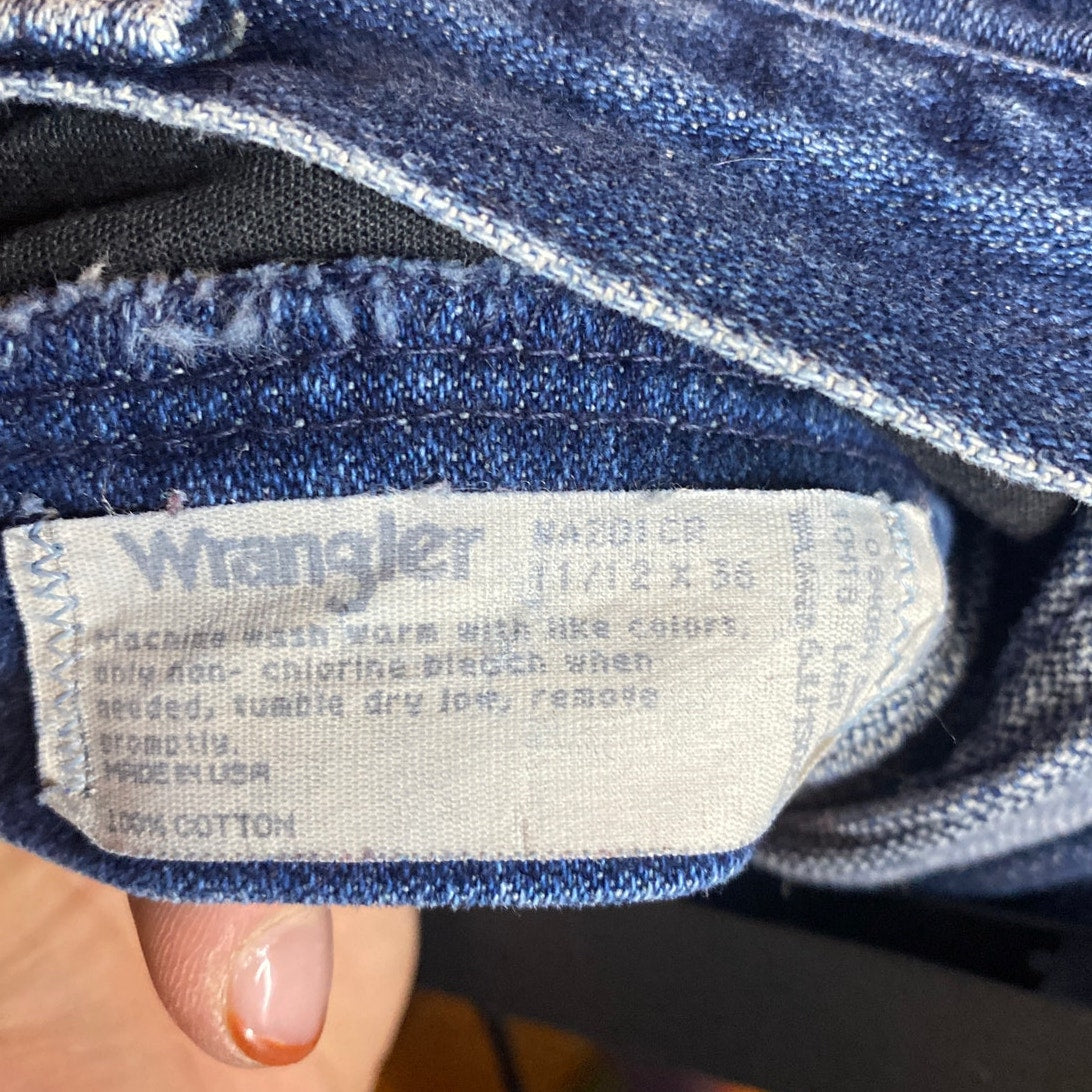 Wrangler
11/12 X 36
Machine wash warm with like colors,
only non- chlorine bleach when
needed, tumble dry low, remove
promptly.
MADE IN USA
100% COTTON